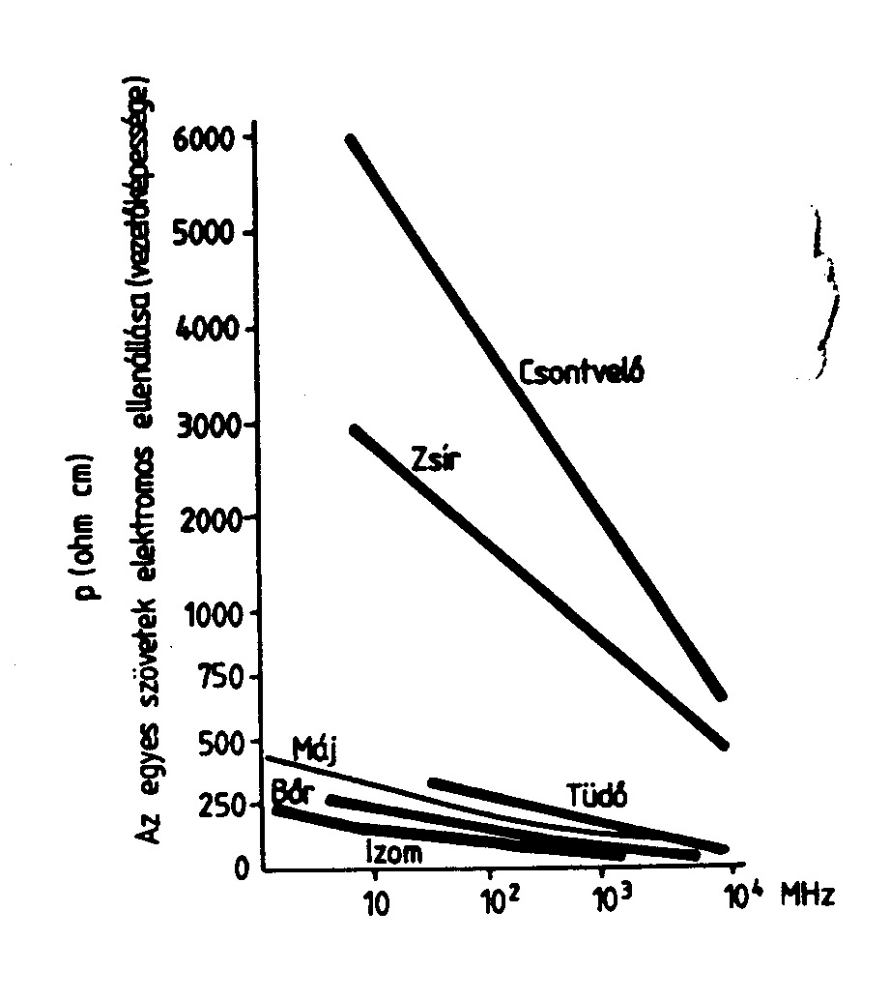 p (ohm cm)
Az egyes szövetek elektromos ellenállása (vezetőképessége)
6000
5000
4000
3000
2000
1000
750
500
250
0
Csontvelő
Zsír
Máj
Bőr
Tüdő
Izom
10
10²
10³
10⁴ MHz